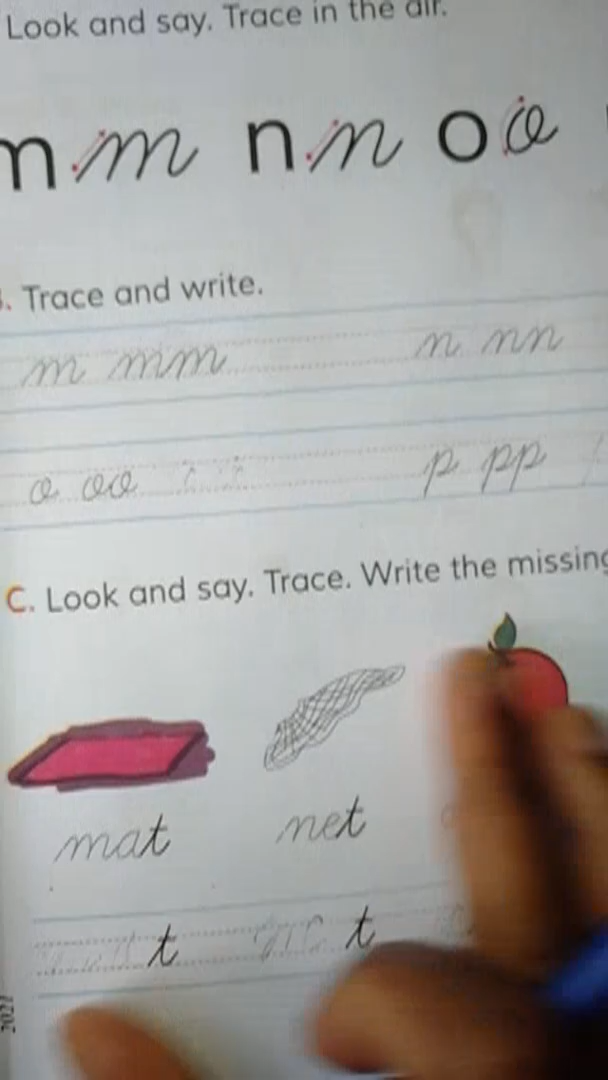 Look and say. Trace in the air.
m m n n o o
. Trace and write.
m mm n nn
o oo p pp
C. Look and say. Trace. Write the missing
mat net
t t
2021